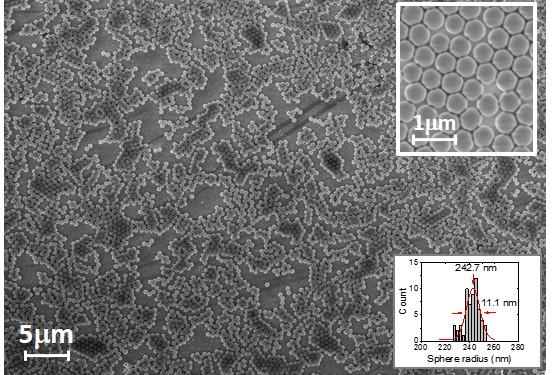 1μm
242.7 nm
15
10
11.1 nm
5
0
Count
200 220 240 260 280
Sphere radius (nm)
5μm